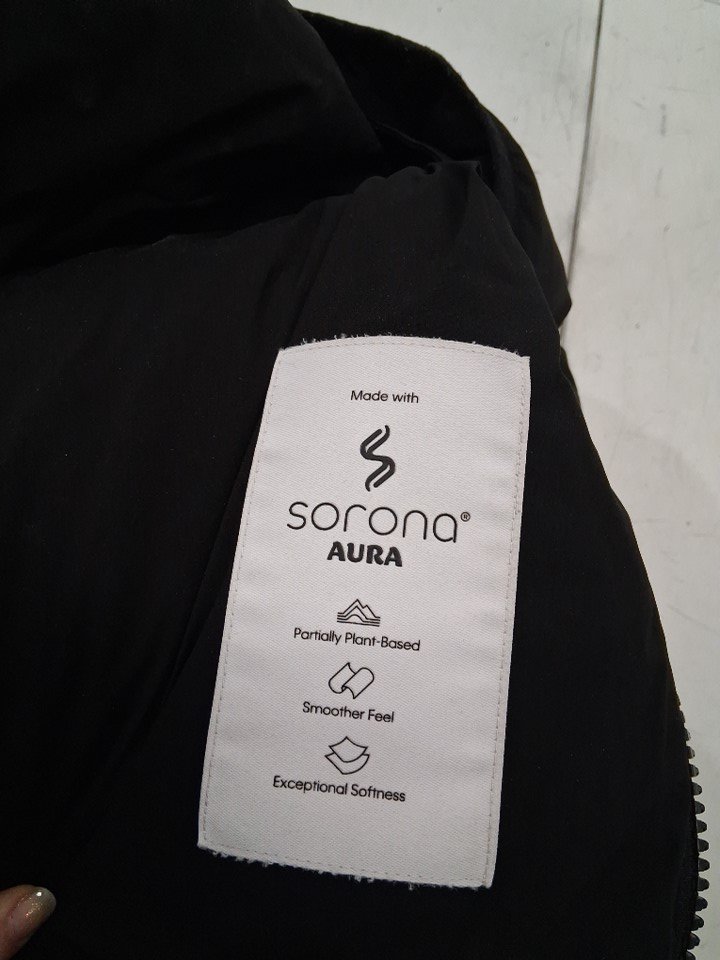 Made with
sorona®
AURA
Partially Plant-Based
Smoother Feel
Exceptional Softness